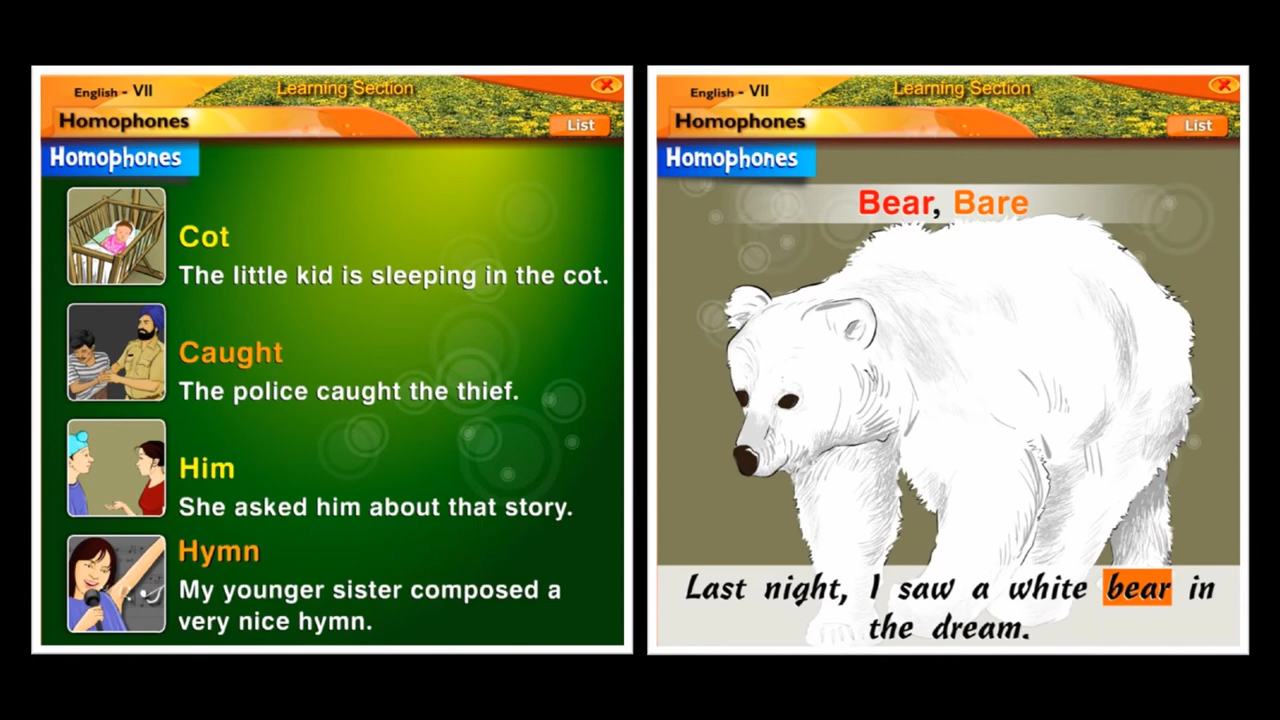 English - VII
Learning Section
Homophones
List
Homophones
Cot
The little kid is sleeping in the cot.
Caught
The police caught the thief.
Him
She asked him about that story.
Hymn
My younger sister composed a
very nice hymn.
English - VII
Learning Section
Homophones
List
Homophones
Bear, Bare
Last night, I saw a white bear in
the dream.